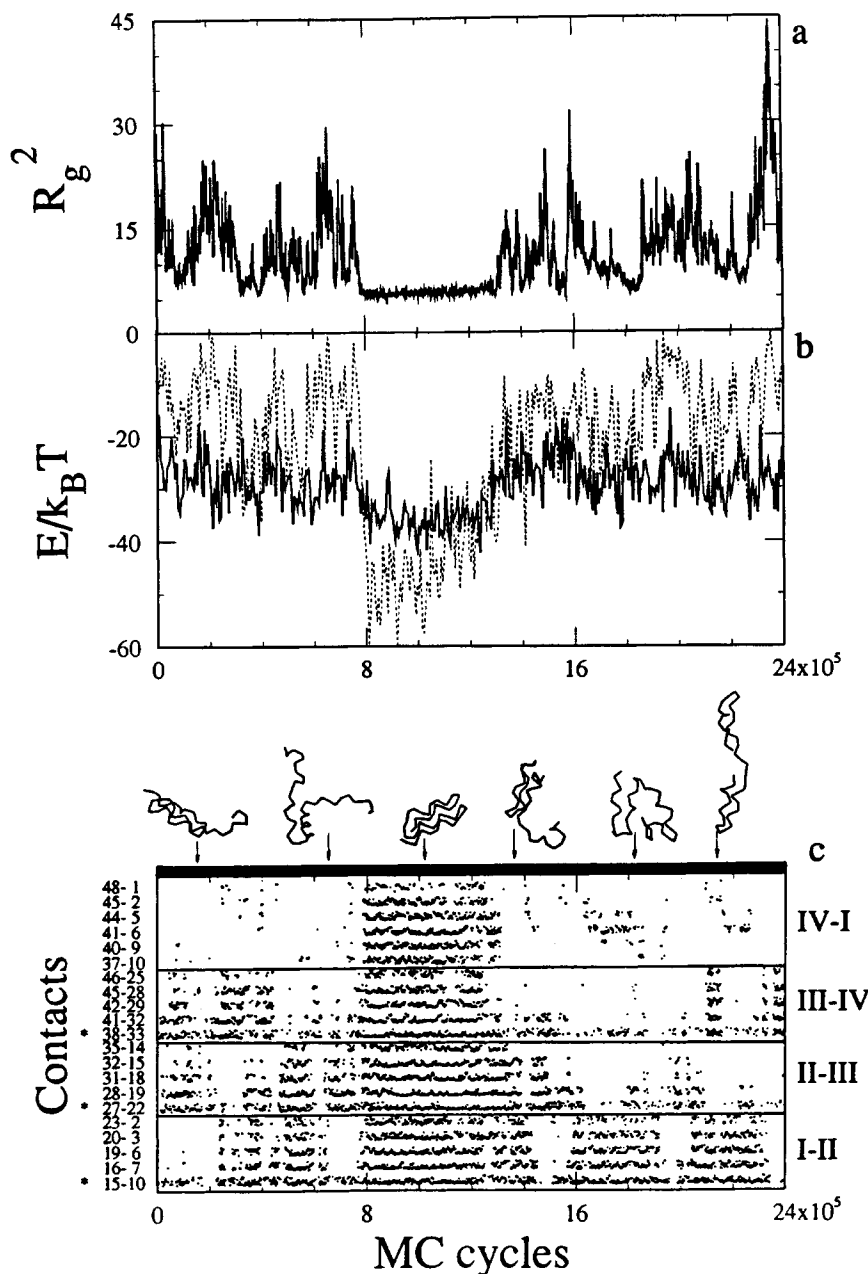 45
a
30
R_g^2
15
0
b
-20
E/k_BT
-40
-60
0
8
16
24x10^5
c
48- 1
45- 2
44- 5
41- 6
40- 9
37-10
IV-I
46-25
45-28
42-29
41-32
* 38-33
III-IV
35-14
32-15
31-18
28-19
* 27-22
II-III
23- 2
20- 3
19- 6
16- 7
* 15-10
I-II
Contacts
0
8
16
24x10^5
MC cycles